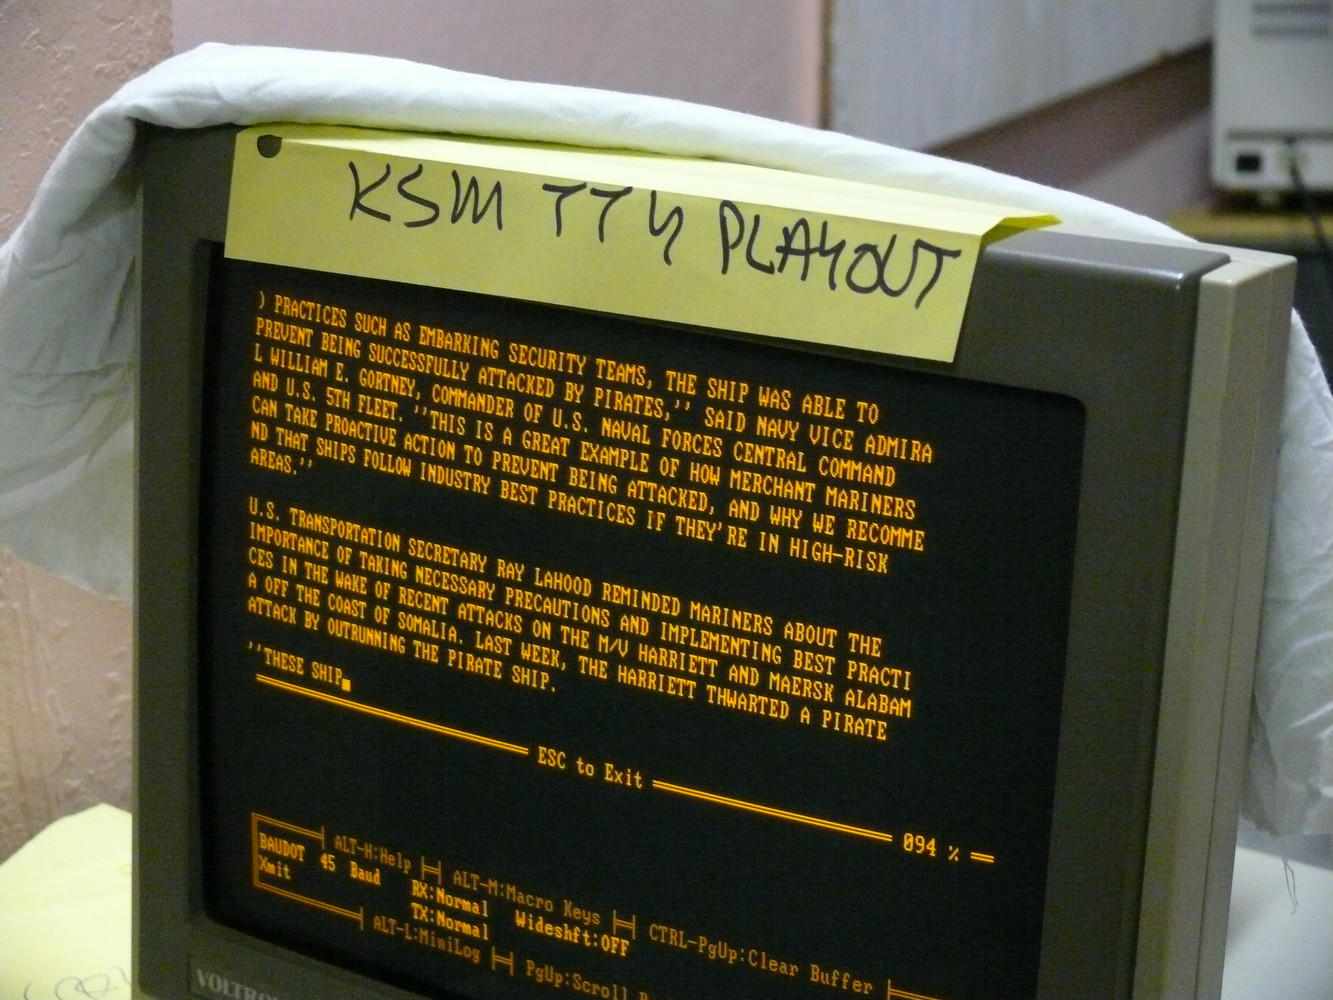 KSM TTY PLAYOUT
) PRACTICES SUCH AS EMBARKING SECURITY TEAMS, THE SHIP WAS ABLE TO
PREVENT BEING SUCCESSFULLY ATTACKED BY PIRATES,'' SAID NAVY VICE ADMIRA
L WILLIAM E. GORTNEY, COMMANDER OF U.S. NAVAL FORCES CENTRAL COMMAND
AND U.S. 5TH FLEET. ''THIS IS A GREAT EXAMPLE OF HOW MERCHANT MARINERS
CAN TAKE PROACTIVE ACTION TO PREVENT BEING ATTACKED, AND WHY WE RECOMME
ND THAT SHIPS FOLLOW INDUSTRY BEST PRACTICES IF THEY'RE IN HIGH-RISK
AREAS.''
U.S. TRANSPORTATION SECRETARY RAY LAHOOD REMINDED MARINERS ABOUT THE
IMPORTANCE OF TAKING NECESSARY PRECAUTIONS AND IMPLEMENTING BEST PRACTI
CES IN THE WAKE OF RECENT ATTACKS ON THE M/V HARRIETT AND MAERSK ALABAM
A OFF THE COAST OF SOMALIA. LAST WEEK, THE HARRIETT THWARTED A PIRATE
ATTACK BY OUTRUNNING THE PIRATE SHIP.
''THESE SHIP
ESC to Exit 094 %
ALT-H:Help ALT-M:Macro Keys CTRL-PgUp:Clear Buffer
BAUDOT 45 Baud RX:Normal Wideshft:OFF
Xmit TX:Normal
ALT-L:MiniLog PgUp:Scroll